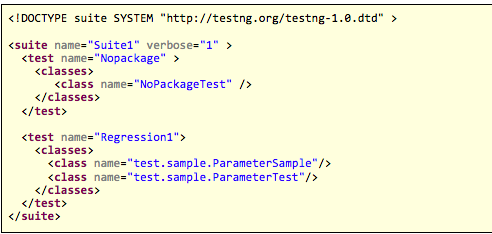 <!DOCTYPE suite SYSTEM "http://testng.org/testng-1.0.dtd" >

<suite name="Suite1" verbose="1" >
  <test name="Nopackage" >
    <classes>
       <class name="NoPackageTest" />
    </classes>
  </test>

  <test name="Regression1">
    <classes>
      <class name="test.sample.ParameterSample"/>
      <class name="test.sample.ParameterTest"/>
    </classes>
  </test>
</suite>